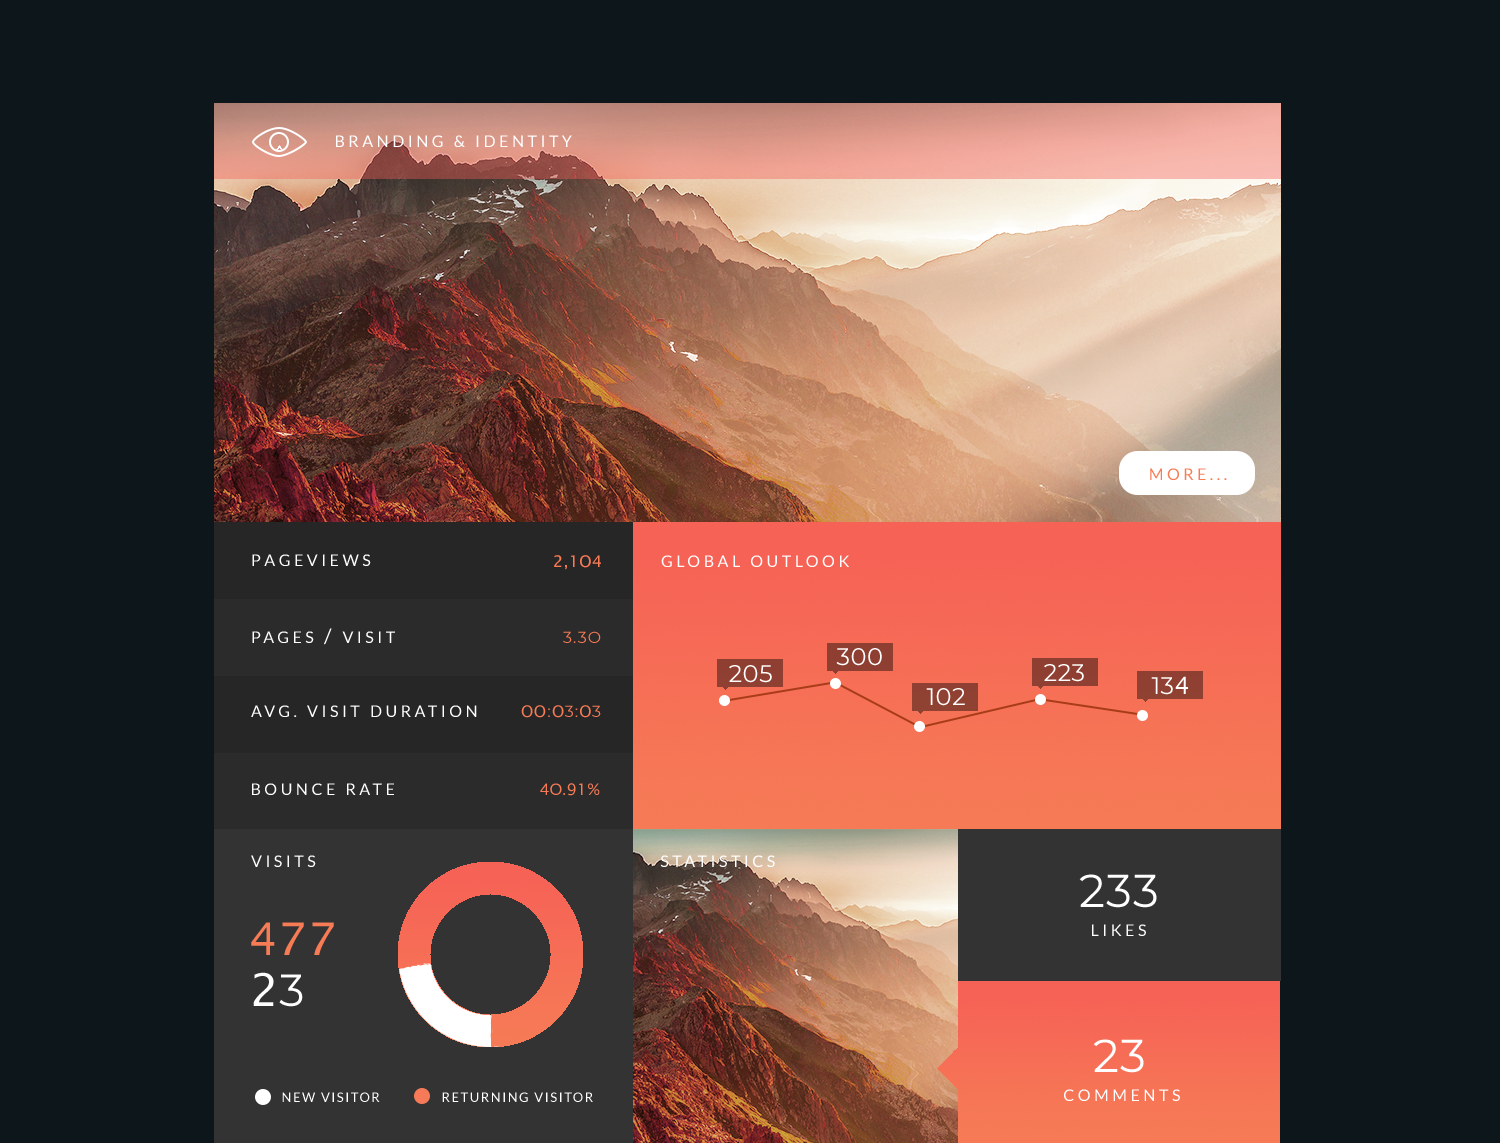 BRANDING & IDENTITY
MORE...
PAGEVIEWS 2,104
PAGES / VISIT 3.30
AVG. VISIT DURATION 00:03:03
BOUNCE RATE 40.91%
GLOBAL OUTLOOK
205
300
102
223
134
VISITS
477
23
NEW VISITOR
RETURNING VISITOR
STATISTICS
233
LIKES
23
COMMENTS